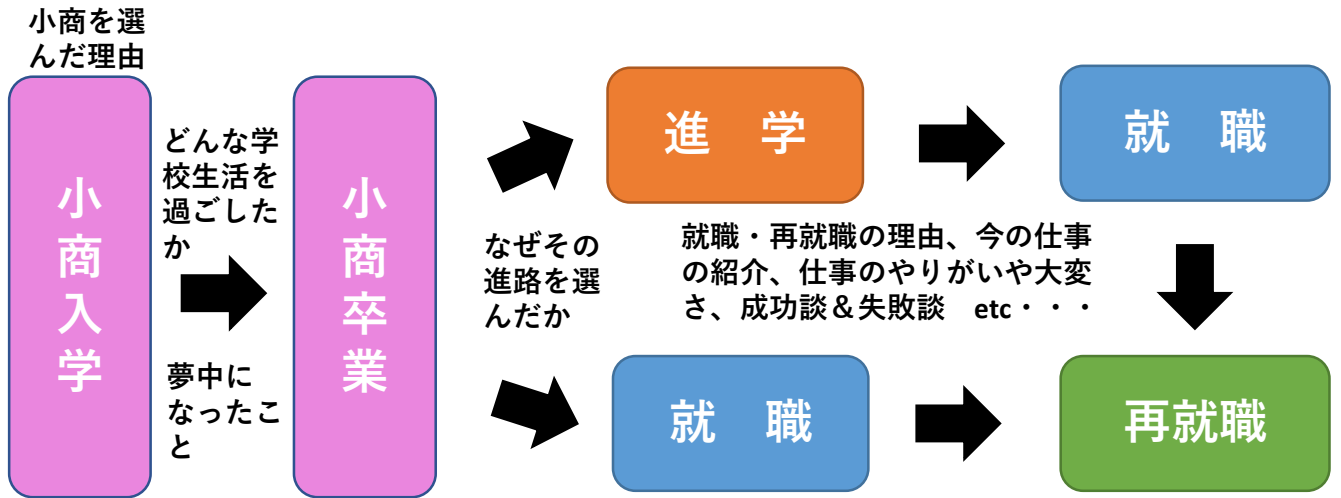 小商を選
んだ理由
小商入学
どんな学
校生活を
過ごした
か
夢中に
なったこ
と
小商卒業
なぜその
進路を選
んだか
進　学
就　職
就職・再就職の理由、今の仕事
の紹介、仕事のやりがいや大変
さ、成功談＆失敗談　etc・・・
就　職
再就職